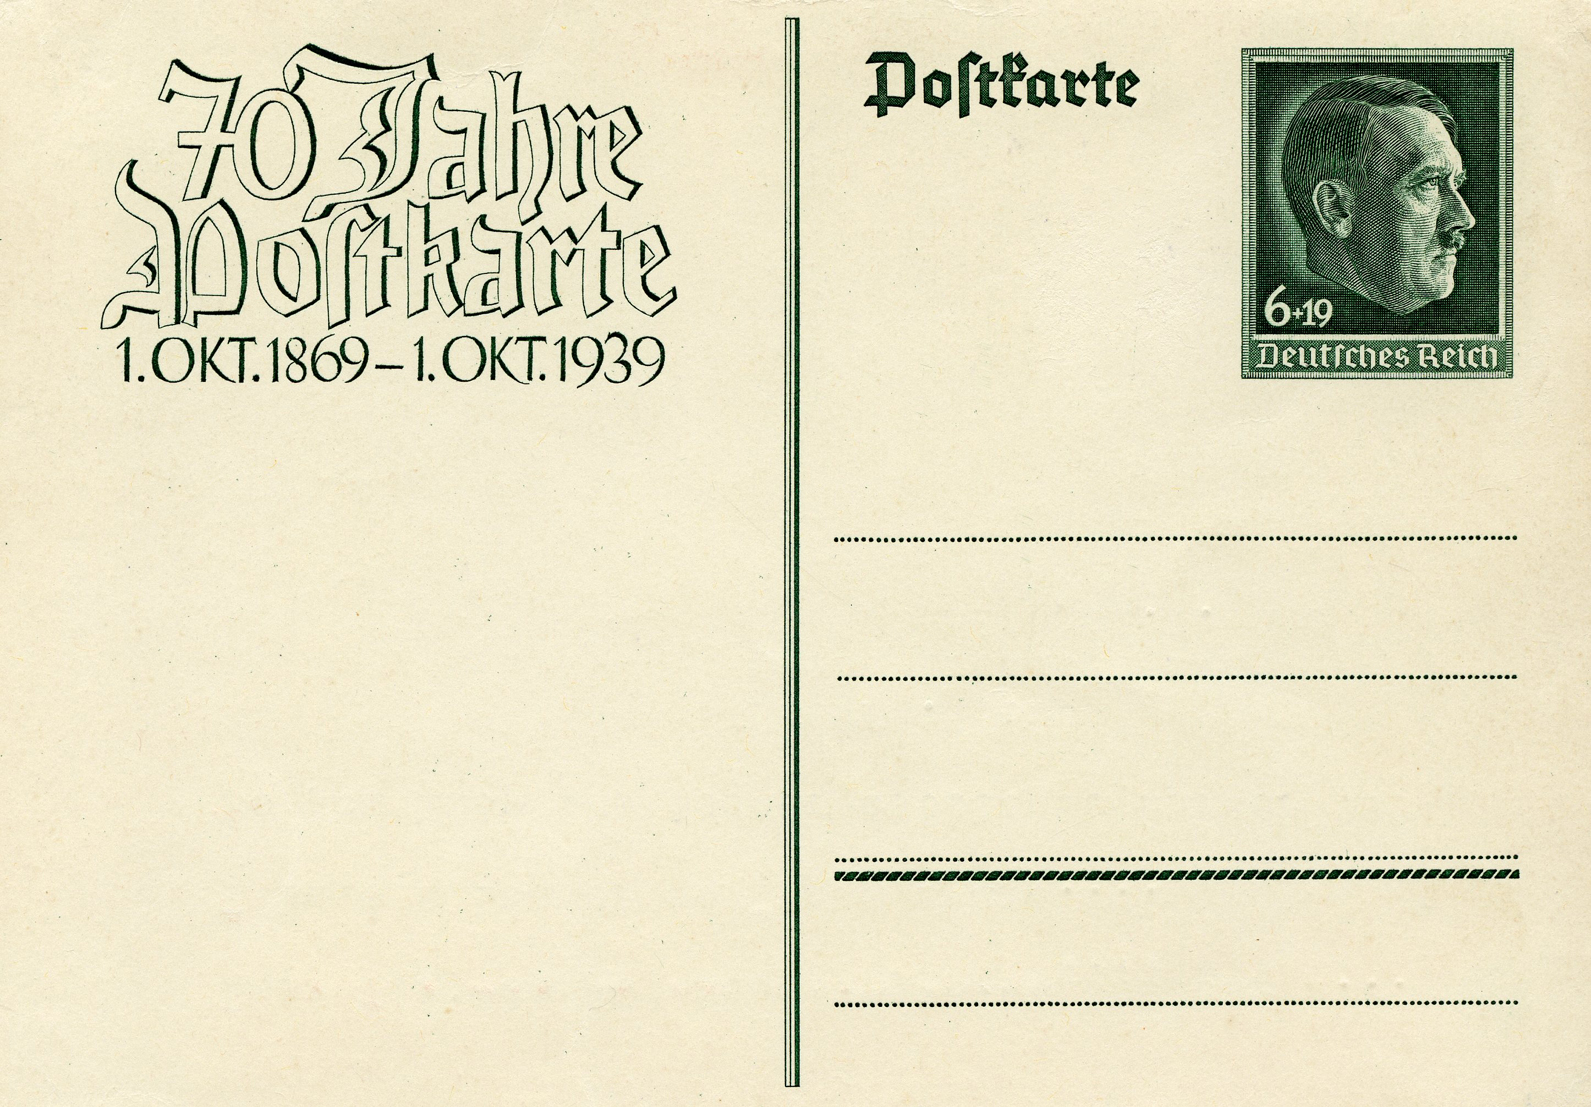 70 Jahre
Poſtkarte
1. OKT. 1869 – 1. OKT. 1939
Poſtkarte
6+19
Deutſches Reich